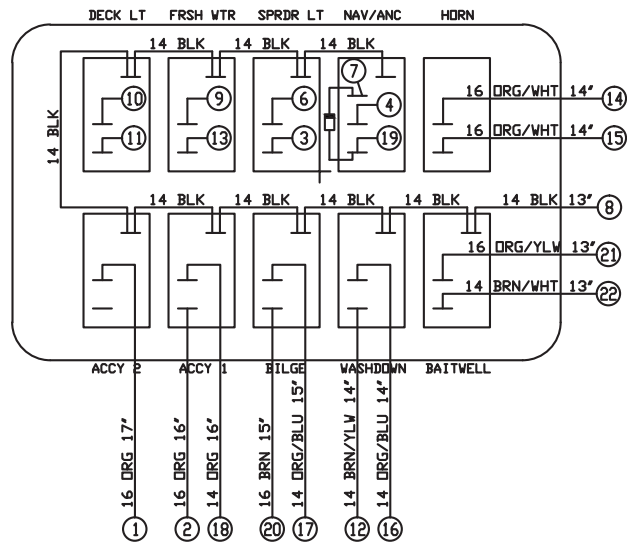 DECK LT FRSH WTR SPRDR LT NAV/ANC HORN
14 BLK 14 BLK 14 BLK
7
10 9 6 4 16 ORG/WHT 14" 14
11 13 3 19 16 ORG/WHT 14" 15
14 BLK
14 BLK 14 BLK 14 BLK 14 BLK 14 BLK 13" 8
16 ORG/YLW 13" 21
14 BRN/WHT 13" 22
ACCY 2 ACCY 1 BILGE WASHDOWN BAITWELL
16 ORG 17"
16 ORG 16"
14 ORG 16"
16 BRN 15"
14 ORG/BLU 15"
14 BRN/YLW 14"
14 ORG/BLU 14"
1 2 18 20 17 12 16